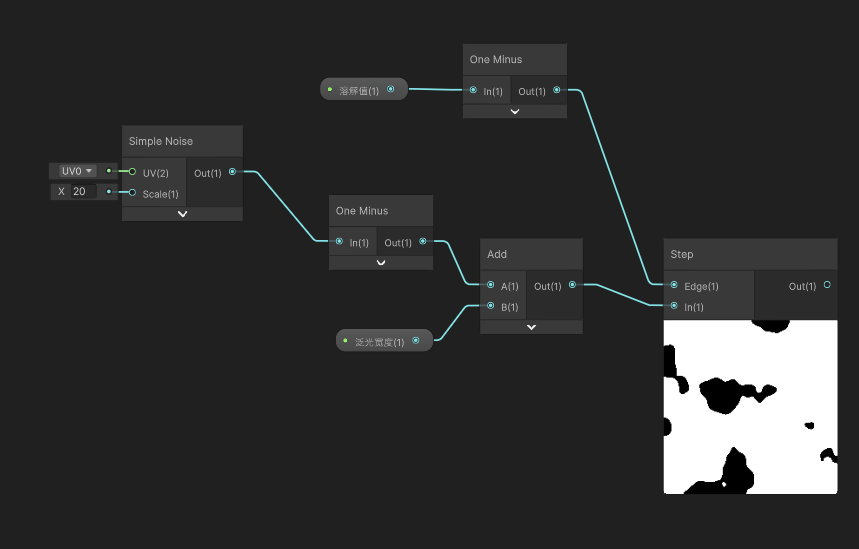 One Minus
溶解值(1)
In(1)
Out(1)
Simple Noise
UV0
UV(2)
Out(1)
X 20
Scale(1)
One Minus
In(1)
Out(1)
Add
A(1)
Out(1)
B(1)
泛光宽度(1)
Step
Edge(1)
Out(1)
In(1)